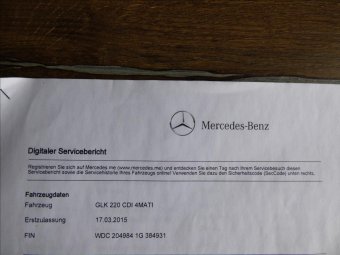 Mercedes-Benz
Digitaler Servicebericht
Registrieren Sie sich auf Mercedes me (www.mercedes.me) und entdecken Sie einen Tag nach Ihrem Servicebesuch diesen
Servicebericht sowie die Servicehistorie Ihres Fahrzeugs online! Verwenden Sie dazu den Sicherheitscode (SecCode) unten rechts.
Fahrzeugdaten
Fahrzeug GLK 220 CDI 4MATI
Erstzulassung 17.03.2015
FIN WDC 204984 1G 384931